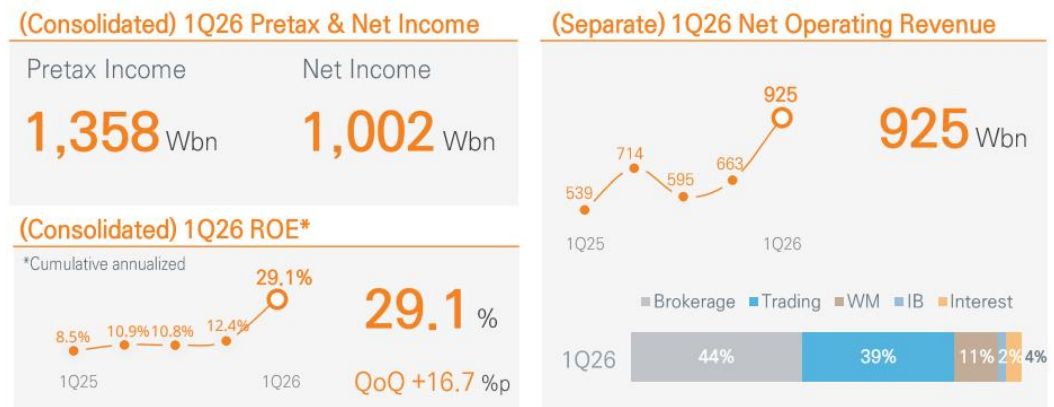 (Consolidated) 1Q26 Pretax & Net Income
Pretax Income Net Income
1,358 Wbn 1,002 Wbn
(Consolidated) 1Q26 ROE*
*Cumulative annualized
8.5% 10.9% 10.8% 12.4% 29.1%
1Q25 1Q26
29.1 %
QoQ +16.7 %p
(Separate) 1Q26 Net Operating Revenue
539 714 595 663 925
1Q25 1Q26
925 Wbn
Brokerage Trading WM IB Interest
1Q26 44% 39% 11% 2% 4%